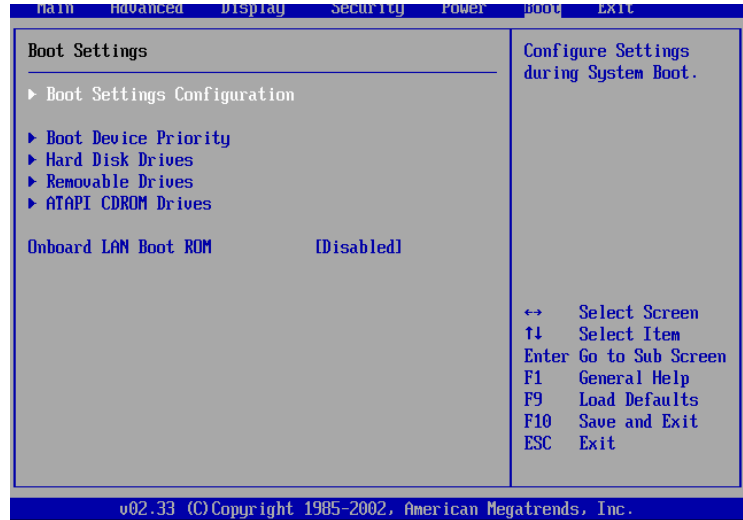 Main Advanced Display Security Power Boot Exit
Boot Settings
▶ Boot Settings Configuration
▶ Boot Device Priority
▶ Hard Disk Drives
▶ Removable Drives
▶ ATAPI CDROM Drives
Onboard LAN Boot ROM [Disabled]
Configure Settings
during System Boot.
↔ Select Screen
↑↓ Select Item
Enter Go to Sub Screen
F1 General Help
F9 Load Defaults
F10 Save and Exit
ESC Exit
v02.33 (C)Copyright 1985-2002, American Megatrends, Inc.